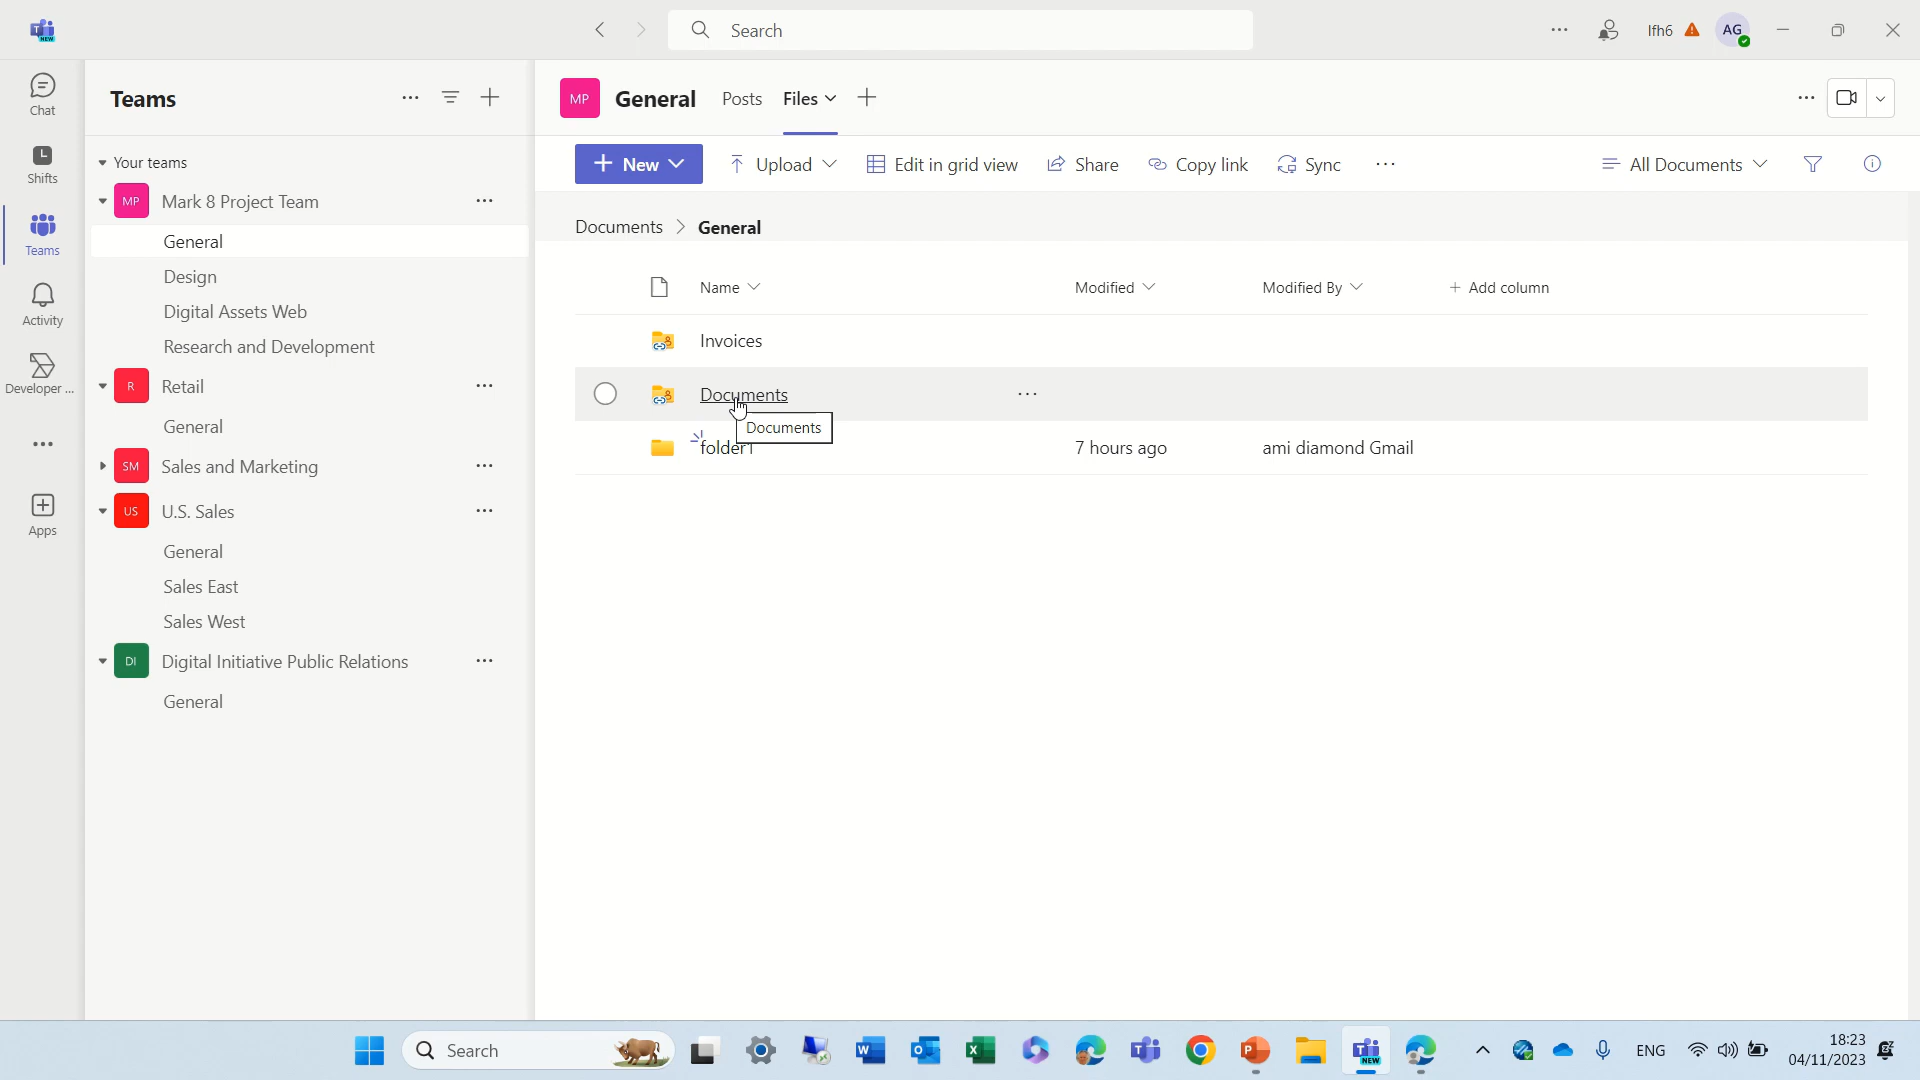 NEW
Search
Ifh6
AG
Chat
Shifts
Teams
Activity
Developer ...
Apps
Teams
Your teams
MP Mark 8 Project Team
General
Design
Digital Assets Web
Research and Development
R Retail
General
SM Sales and Marketing
US U.S. Sales
General
Sales East
Sales West
DI Digital Initiative Public Relations
General
MP General Posts Files
New Upload Edit in grid view Share Copy link Sync All Documents
Documents > General
Name Modified Modified By + Add column
Invoices
Documents
Documents
folder1 7 hours ago ami diamond Gmail
Search
NEW
ENG
18:23
04/11/2023